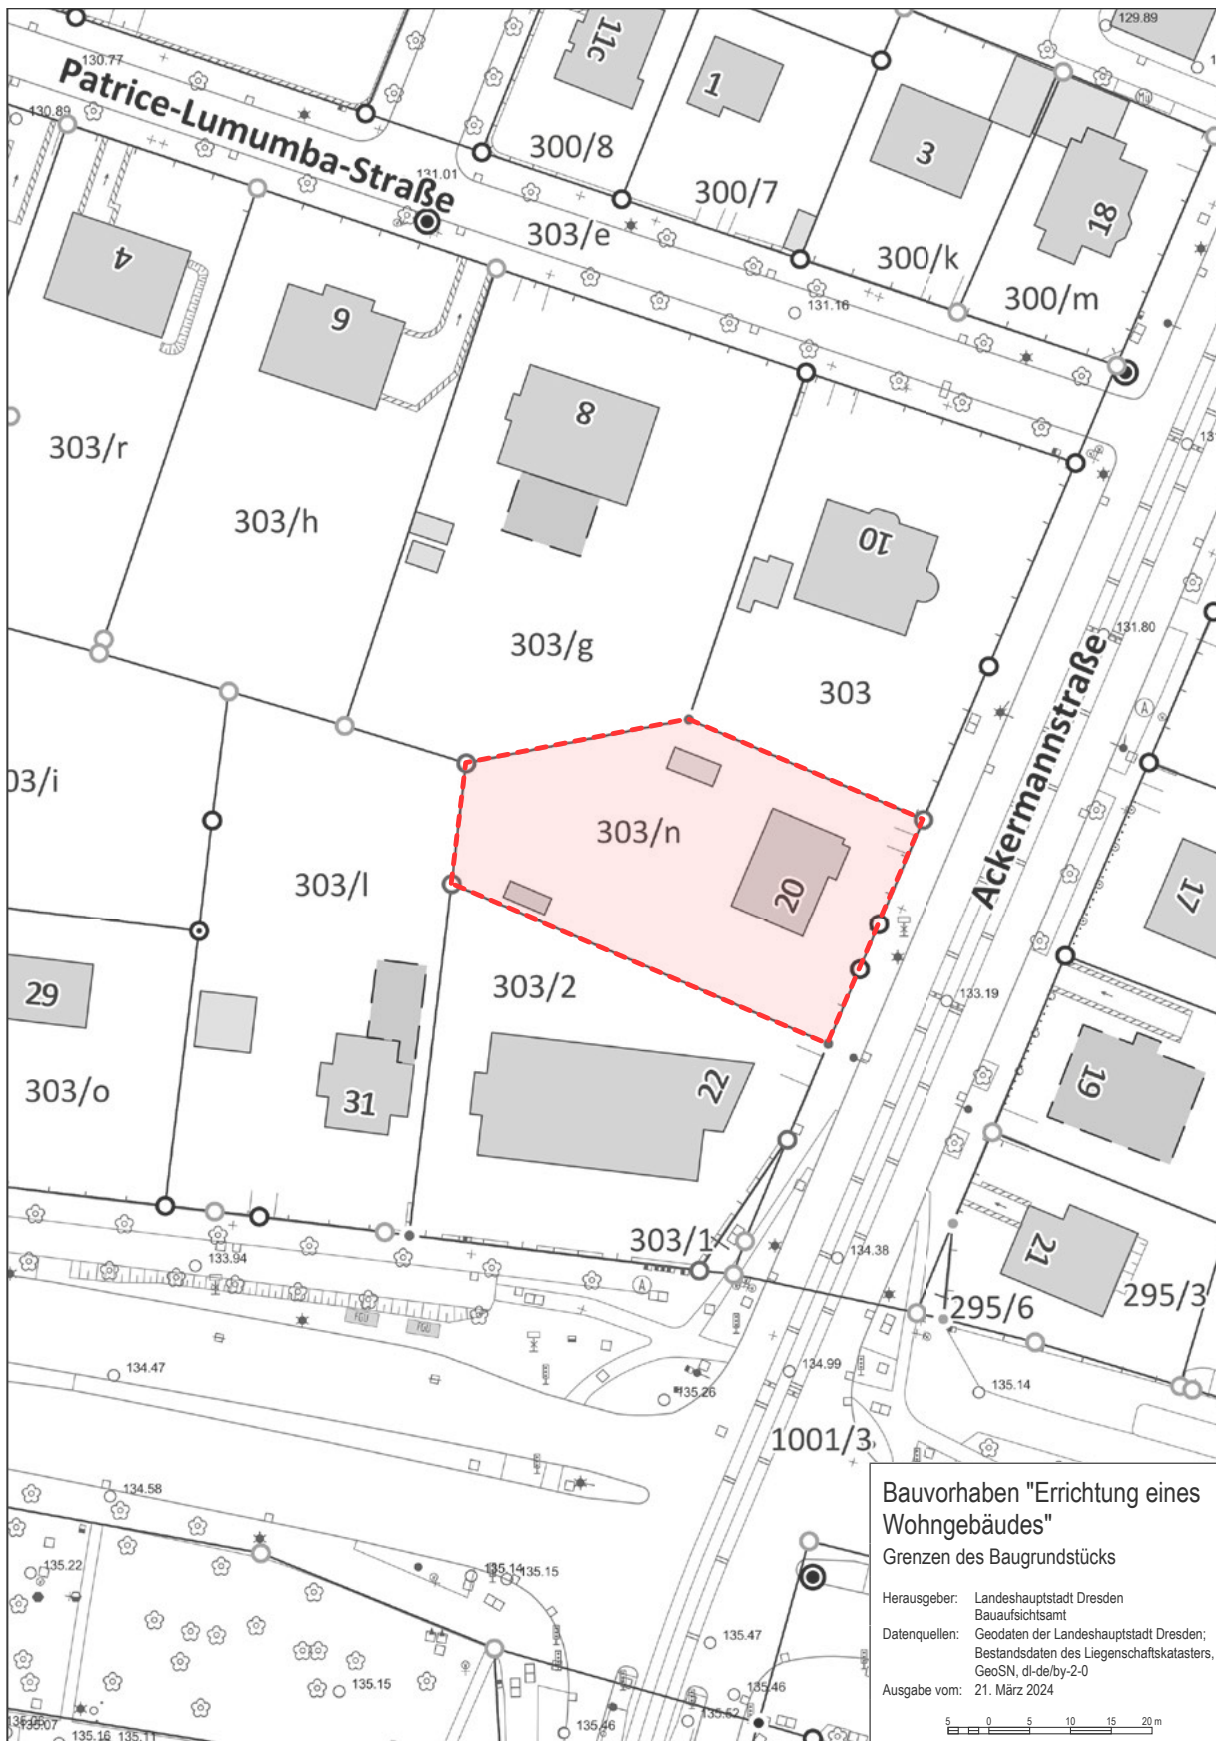 129.89
11c
130.77
Patrice-Lumumba-Straße
1
130.89
300/8
3
131.01
300/7
18
303/e
4
300/k
300/m
9
131.16
8
303/r
131
303/h
10
131.80
303/g
303
Ackermannstraße
A
03/i
303/n
303/l
17
20
29
303/2
133.19
303/o
31
22
19
303/1
134.38
133.94
A
21
295/3
295/6
FGU
FGU
134.47
134.99
135.26
135.14
1001/3
134.58
Bauvorhaben "Errichtung eines
Wohngebäudes"
Grenzen des Baugrundstücks
135.22
135.14
135.15
Herausgeber: Landeshauptstadt Dresden
Bauaufsichtsamt
Datenquellen: Geodaten der Landeshauptstadt Dresden;
Bestandsdaten des Liegenschaftskatasters,
GeoSN, dl-de/by-2-0
135.47
Ausgabe vom: 21. März 2024
135.15
135.46
135.62
135.46
135.07
135.16
135.11
5 0 5 10 15 20 m